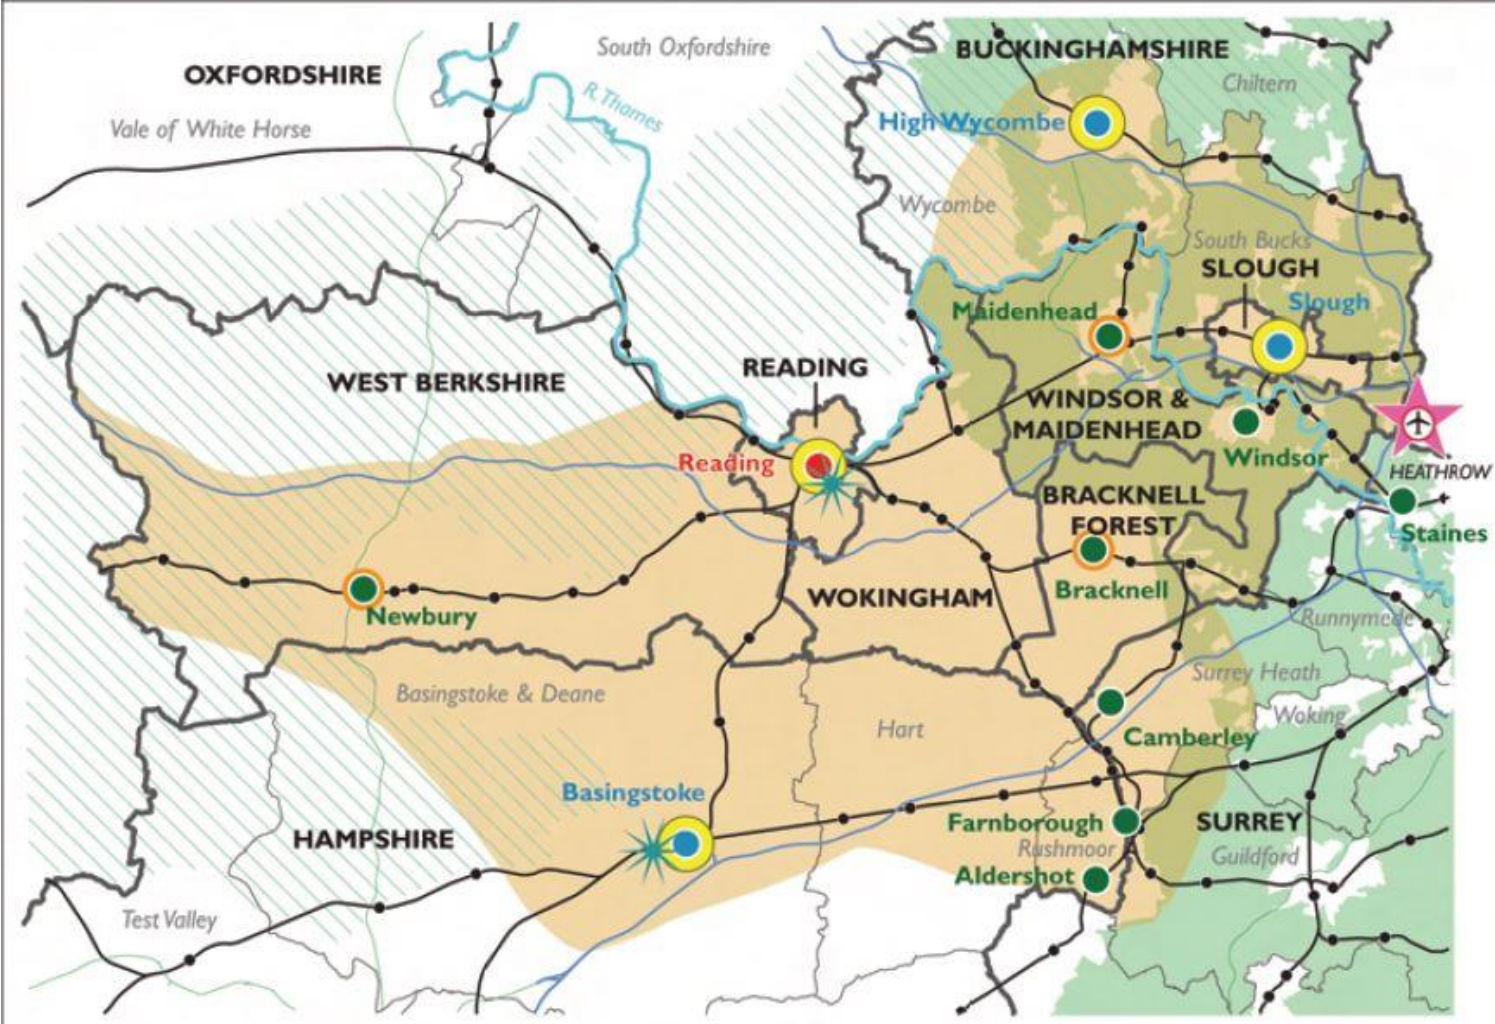 South Oxfordshire
BUCKINGHAMSHIRE
OXFORDSHIRE
Chiltern
R. Thames
Vale of White Horse
High Wycombe
Wycombe
South Bucks
SLOUGH
Slough
Maidenhead
READING
WEST BERKSHIRE
WINDSOR &
MAIDENHEAD
Windsor
Reading
HEATHROW
BRACKNELL
FOREST
Staines
Bracknell
WOKINGHAM
Newbury
Runnymede
Surrey Heath
Basingstoke & Deane
Woking
Hart
Camberley
Basingstoke
Farnborough
SURREY
HAMPSHIRE
Rushmoor
Guildford
Aldershot
Test Valley